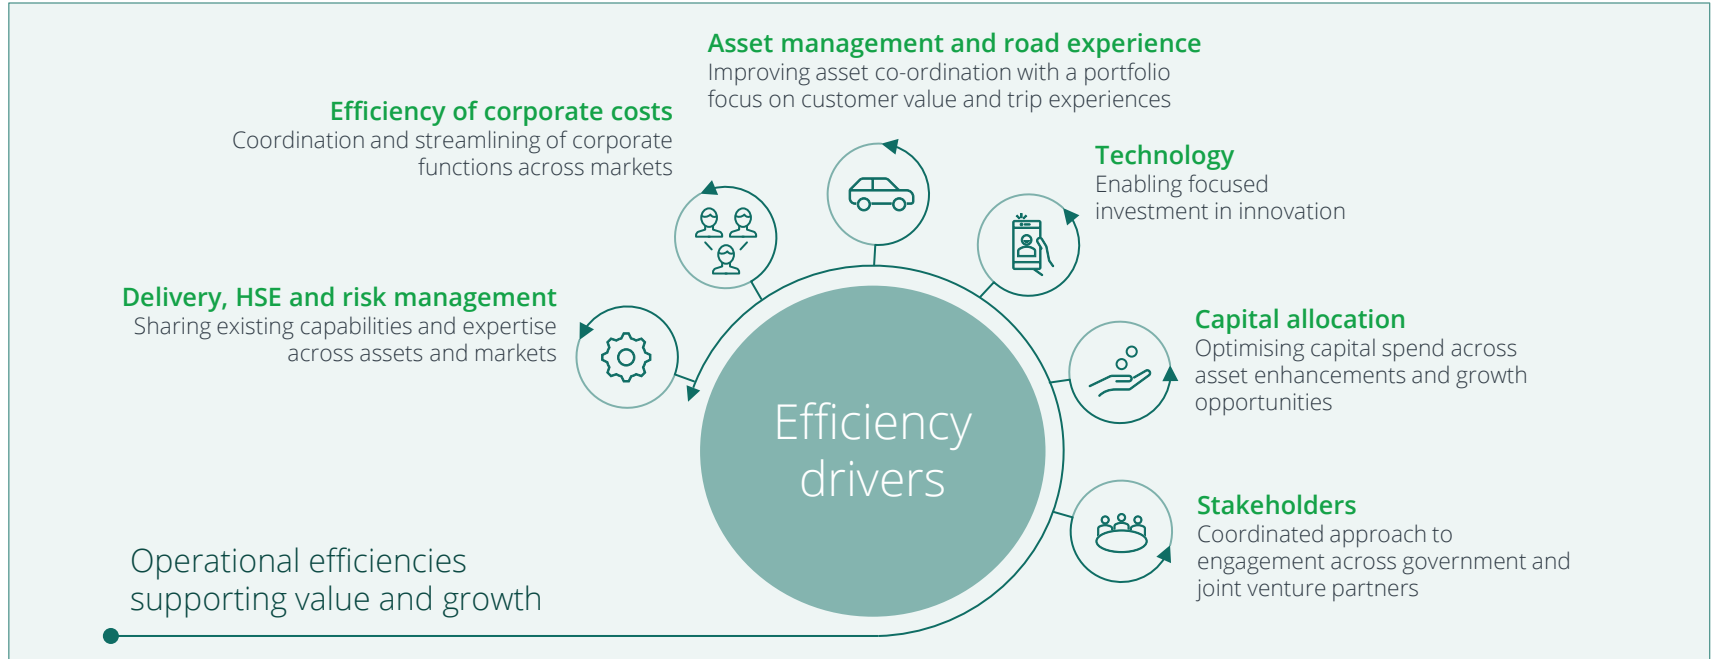 Asset management and road experience
Improving asset co-ordination with a portfolio
focus on customer value and trip experiences
Efficiency of corporate costs
Coordination and streamlining of corporate
functions across markets
Technology
Enabling focused
investment in innovation
Delivery, HSE and risk management
Sharing existing capabilities and expertise
across assets and markets
Capital allocation
Optimising capital spend across
asset enhancements and growth
opportunities
Efficiency
drivers
Stakeholders
Coordinated approach to
engagement across government and
joint venture partners
Operational efficiencies
supporting value and growth